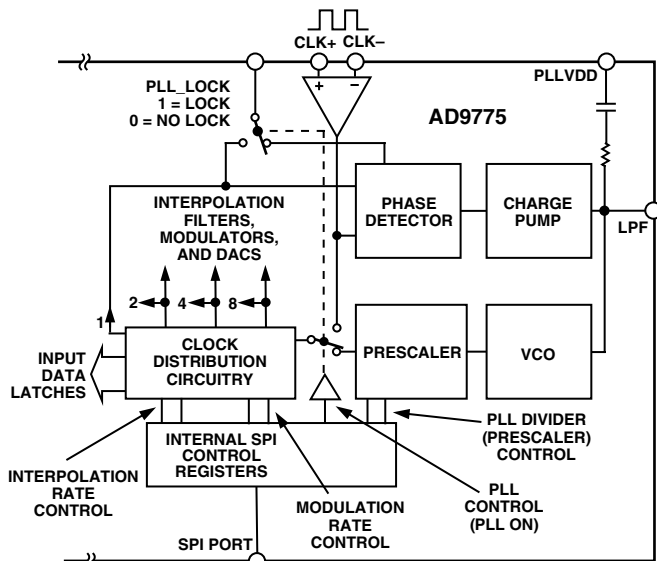 CLK+ CLK–
PLL_LOCK
1 = LOCK
0 = NO LOCK
+ –
PLLVDD
AD9775
INTERPOLATION
FILTERS,
MODULATORS,
AND DACS
PHASE
DETECTOR
CHARGE
PUMP
LPF
2
4
8
1
INPUT
DATA
LATCHES
CLOCK
DISTRIBUTION
CIRCUITRY
PRESCALER
VCO
INTERNAL SPI
CONTROL
REGISTERS
PLL DIVIDER
(PRESCALER)
CONTROL
INTERPOLATION
RATE
CONTROL
MODULATION
RATE
CONTROL
PLL
CONTROL
(PLL ON)
SPI PORT